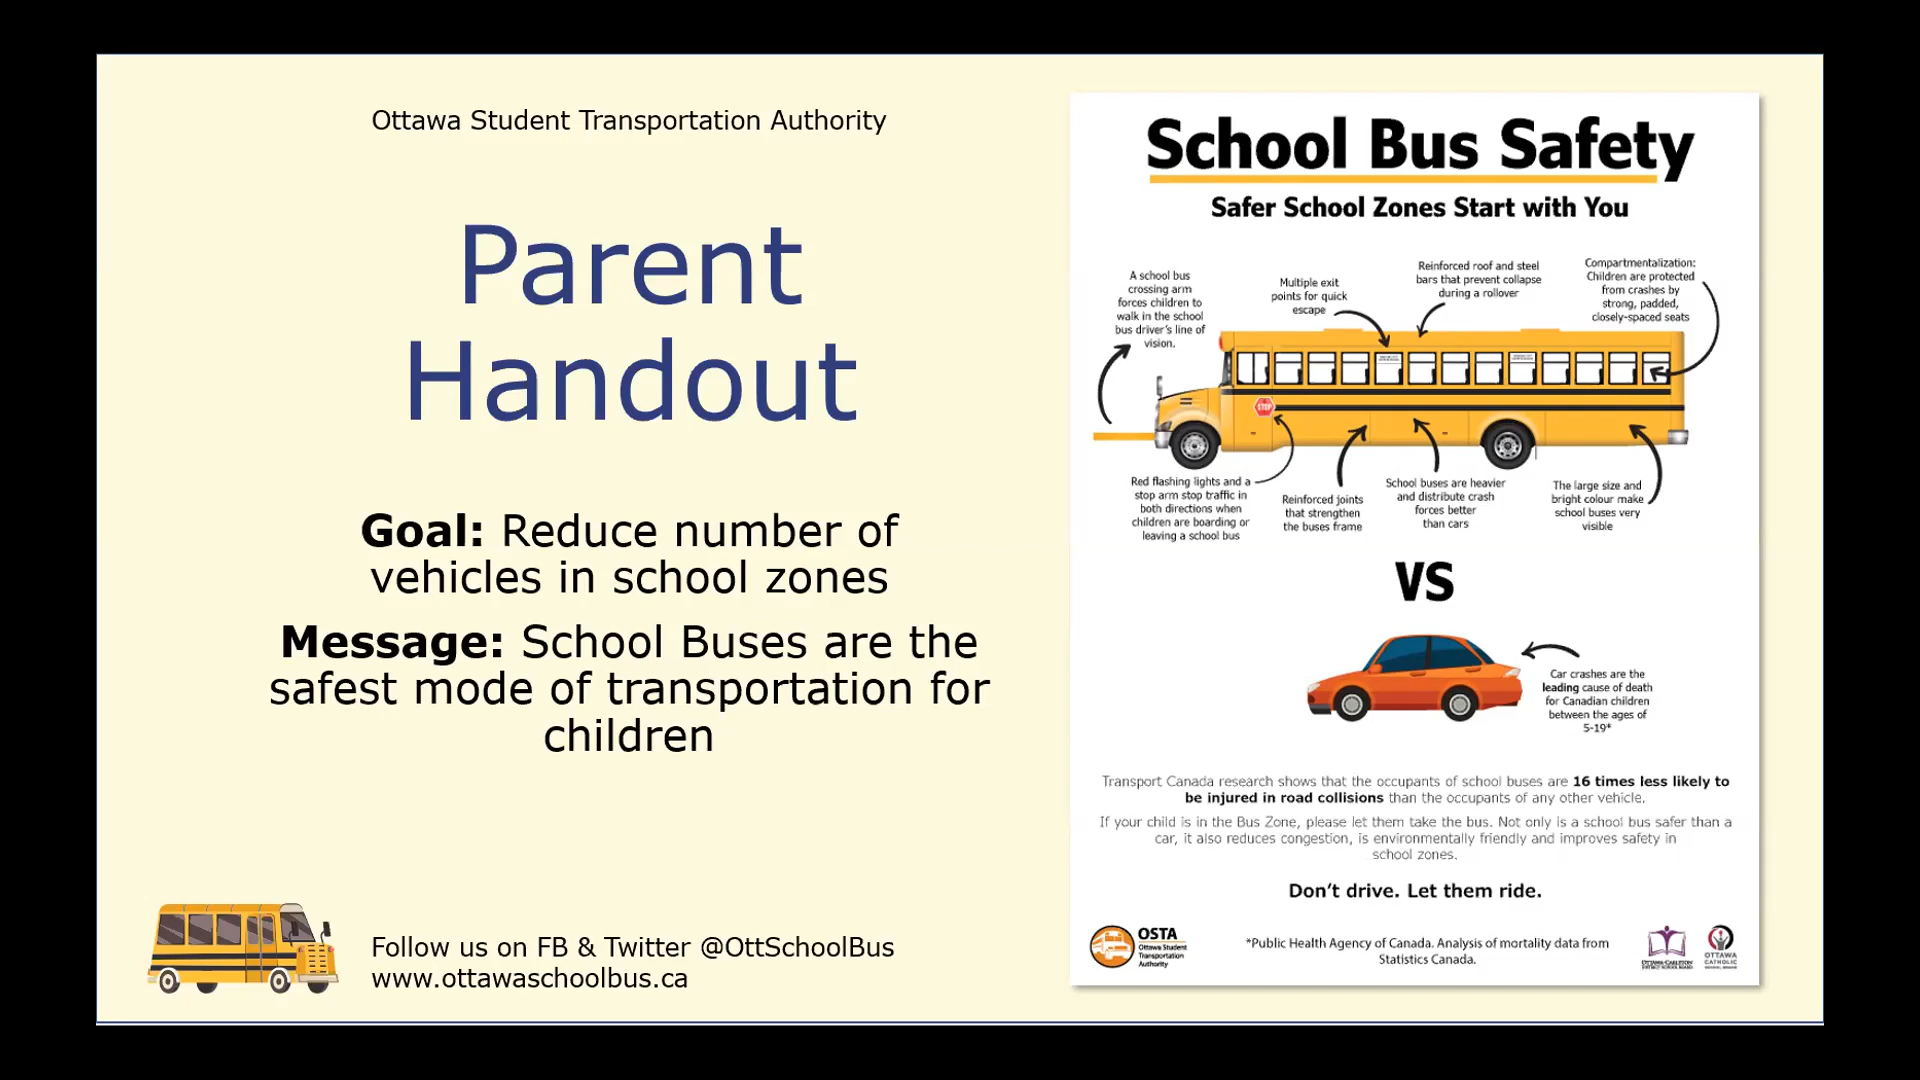 Ottawa Student Transportation Authority
Parent
Handout
Goal: Reduce number of
vehicles in school zones
Message: School Buses are the
safest mode of transportation for
children
Follow us on FB & Twitter @OttSchoolBus
www.ottawaschoolbus.ca
School Bus Safety
Safer School Zones Start with You
A school bus
crossing arm
forces children to
walk in the school
bus driver's line of
vision.
Multiple exit
points for quick
escape
Reinforced roof and steel
bars that prevent collapse
during a rollover
Compartmentalization:
Children are protected
from crashes by
strong, padded,
closely-spaced seats
STOP
Red flashing lights and a
stop arm stop traffic in
both directions when
children are boarding or
leaving a school bus
Reinforced joints
that strengthen
the buses frame
School buses are heavier
and distribute crash
forces better
than cars
The large size and
bright colour make
school buses very
visible
VS
Car crashes are the
leading cause of death
for Canadian children
between the ages of
5-19*
Transport Canada research shows that the occupants of school buses are 16 times less likely to
be injured in road collisions than the occupants of any other vehicle.
If your child is in the Bus Zone, please let them take the bus. Not only is a school bus safer than a
car, it also reduces congestion, is environmentally friendly and improves safety in
school zones.
Don't drive. Let them ride.
OSTA
Ottawa Student
Transportation
Authority
*Public Health Agency of Canada. Analysis of mortality data from
Statistics Canada.
OTTAWA-CARLETON
DISTRICT SCHOOL BOARD
OTTAWA
CATHOLIC
SCHOOL BOARD